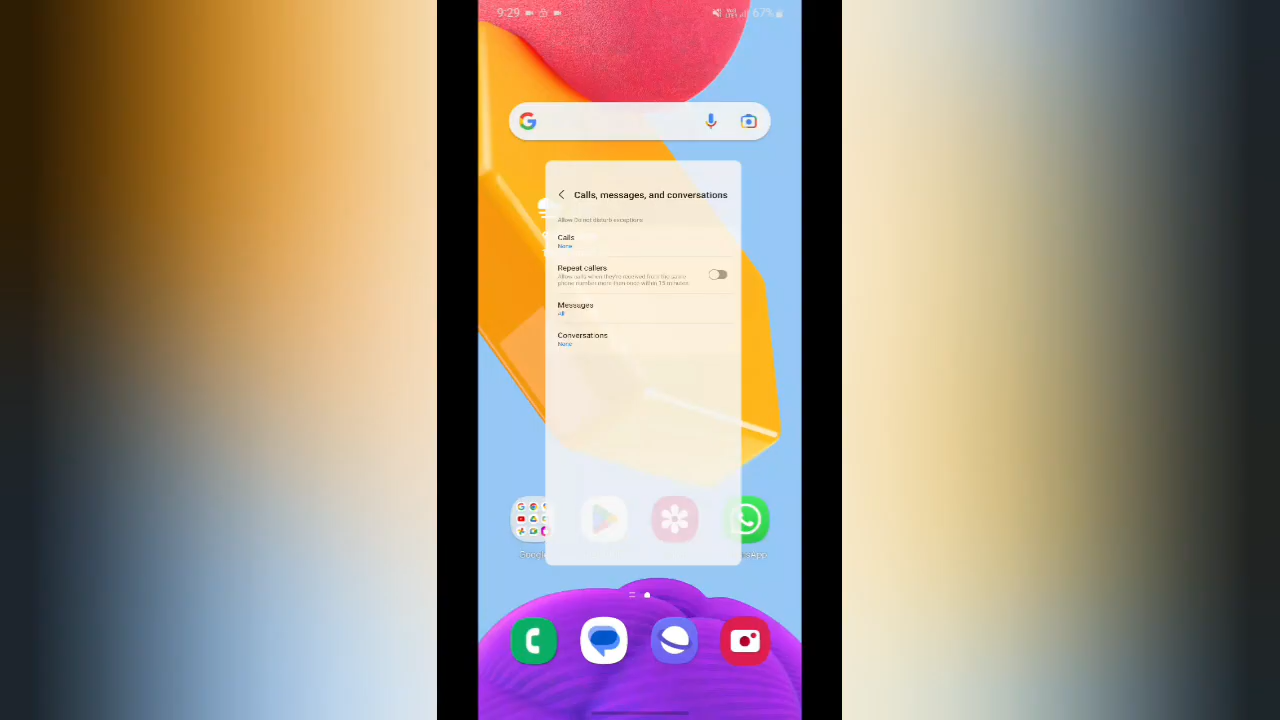 9:29
67%
Calls, messages, and conversations
Allow Do not disturb exceptions
Calls
None
Repeat callers
Allow calls when they're received from the same
phone number more than once within 15 minutes.
Messages
All
Conversations
None